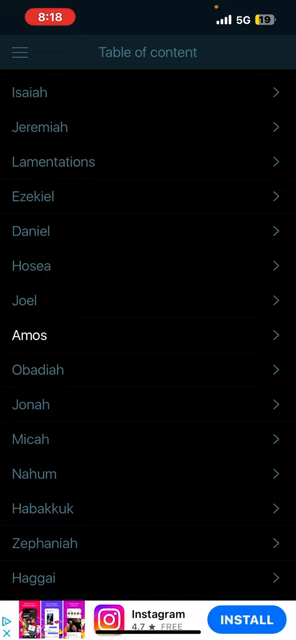 8:18
5G 19
Table of content
Isaiah
Jeremiah
Lamentations
Ezekiel
Daniel
Hosea
Joel
Amos
Obadiah
Jonah
Micah
Nahum
Habakkuk
Zephaniah
Haggai
Instagram
4.7 ★ FREE
INSTALL